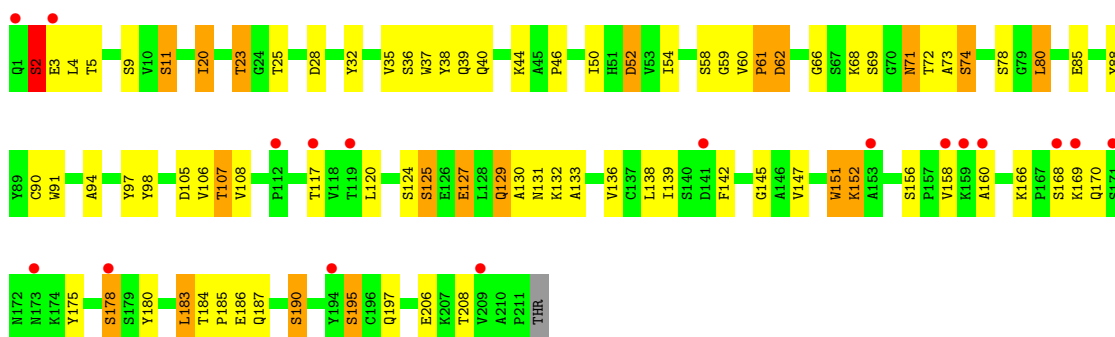 Q1 S2 E3 L4 T5 S9 V10 S11 I20 T23 G24 T25 D28 Y32 V35 S36 W37 Y38 Q39 Q40 K44 A45 P46 I50 H51 D52 V53 I54 S58 G59 V60 P61 D62 G66 S67 K68 S69 G70 N71 T72 A73 S74 S78 G79 L80 E85
Y89 C90 W91 A94 Y97 Y98 D105 V106 T107 V108 P112 T117 V118 T119 L120 S124 S125 E126 E127 L128 Q129 A130 N131 K132 A133 V136 C137 L138 I139 S140 D141 F142 G145 A146 V147 W151 K152 A153 S156 P157 V158 K159 A160 K166 P167 S168 K169 Q170 S171
N172 N173 K174 Y175 S178 S179 Y180 L183 T184 P185 E186 Q187 S190 Y194 S195 C196 Q197 E206 K207 T208 V209 A210 P211 THR